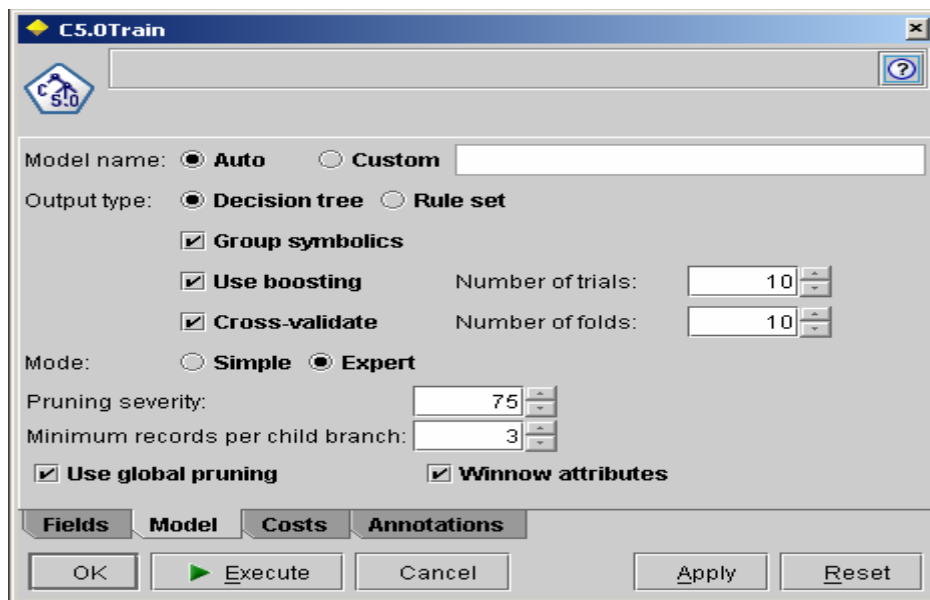 C5.0Train
C 5.0
Model name: Auto Custom
Output type: Decision tree Rule set
Group symbolics
Use boosting Number of trials: 10
Cross-validate Number of folds: 10
Mode: Simple Expert
Pruning severity: 75
Minimum records per child branch: 3
Use global pruning Winnow attributes
Fields Model Costs Annotations
OK Execute Cancel Apply Reset